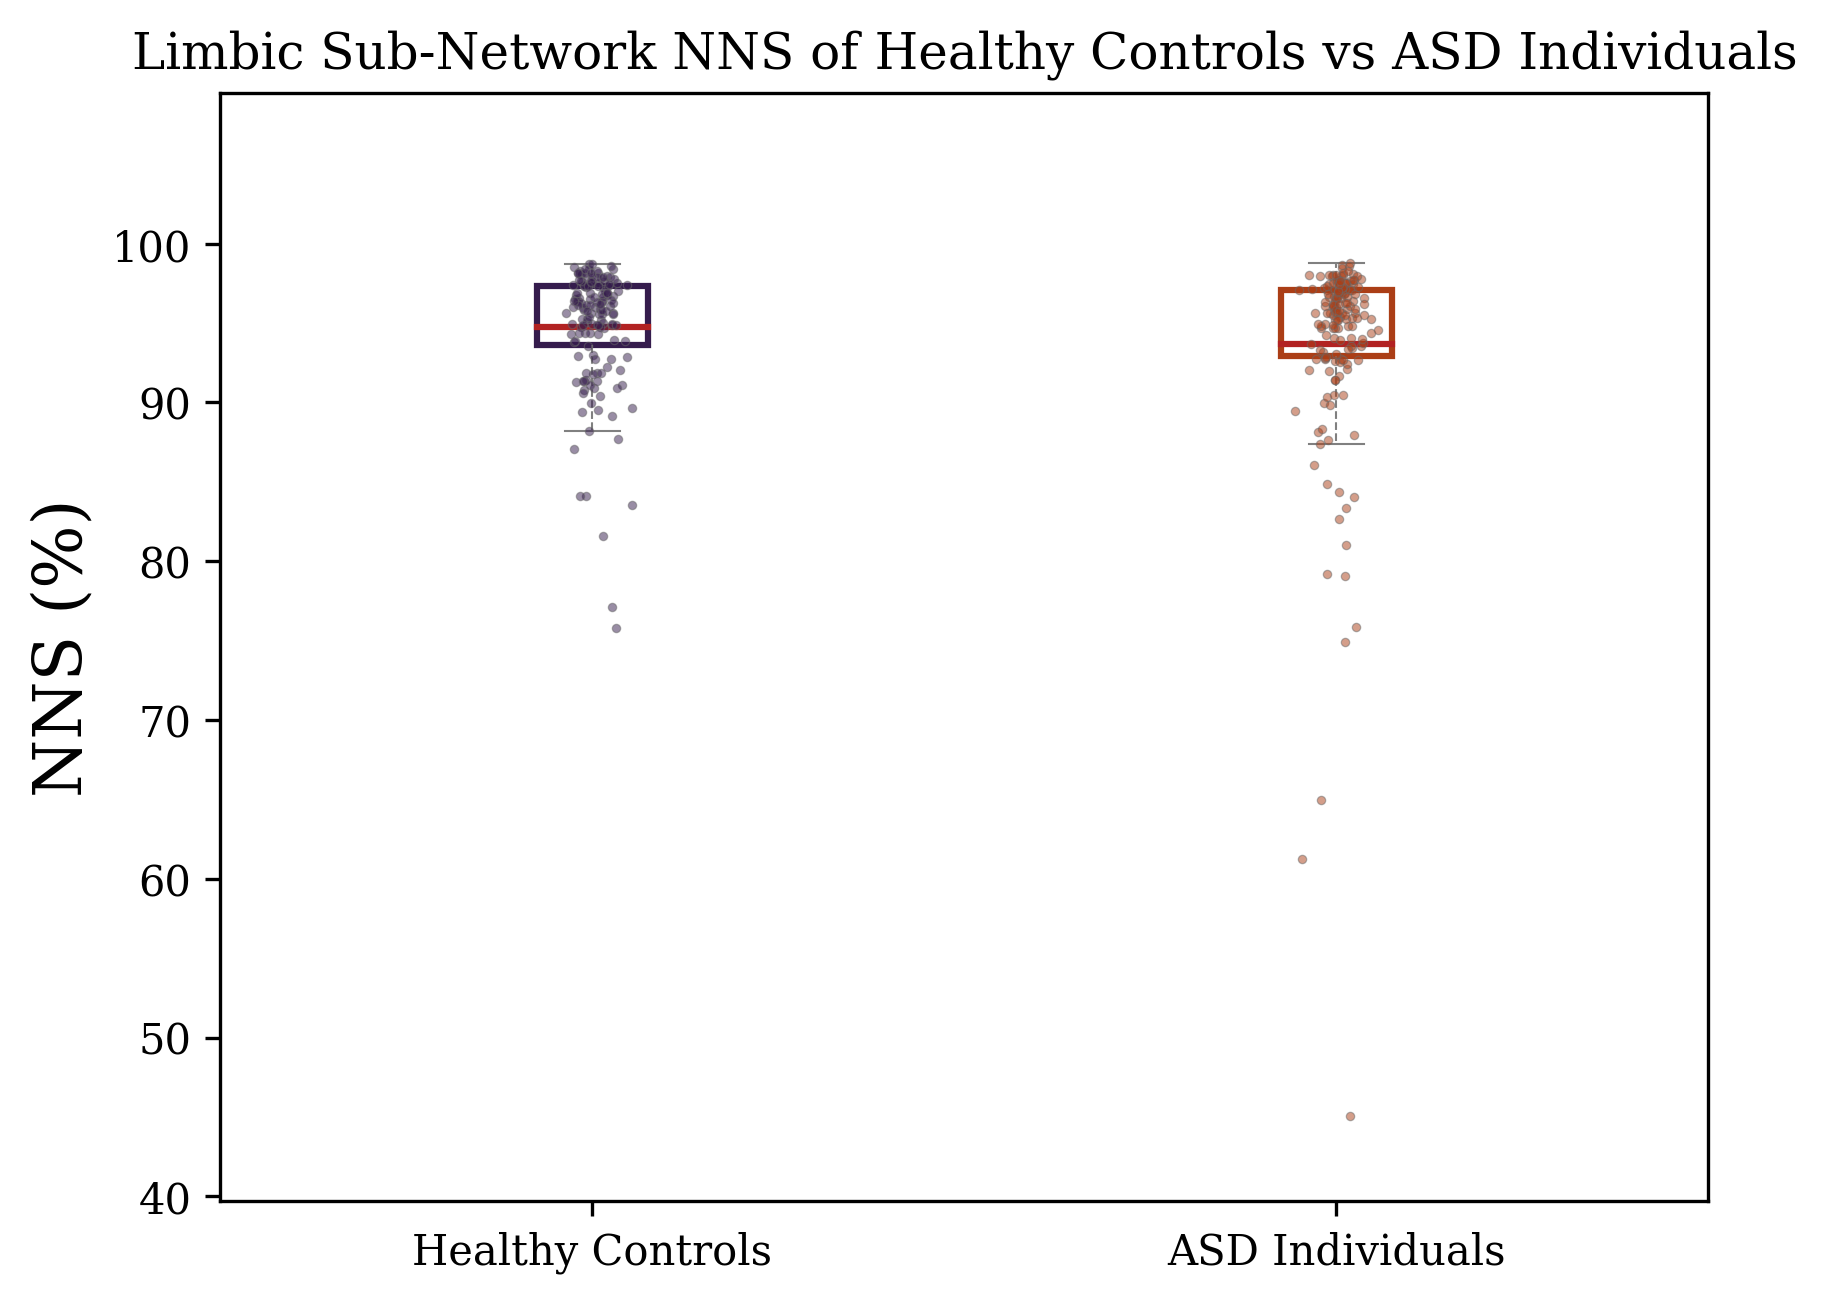 Limbic Sub-Network NNS of Healthy Controls vs ASD Individuals
NNS (%)
100
90
80
70
60
50
40
Healthy Controls
ASD Individuals